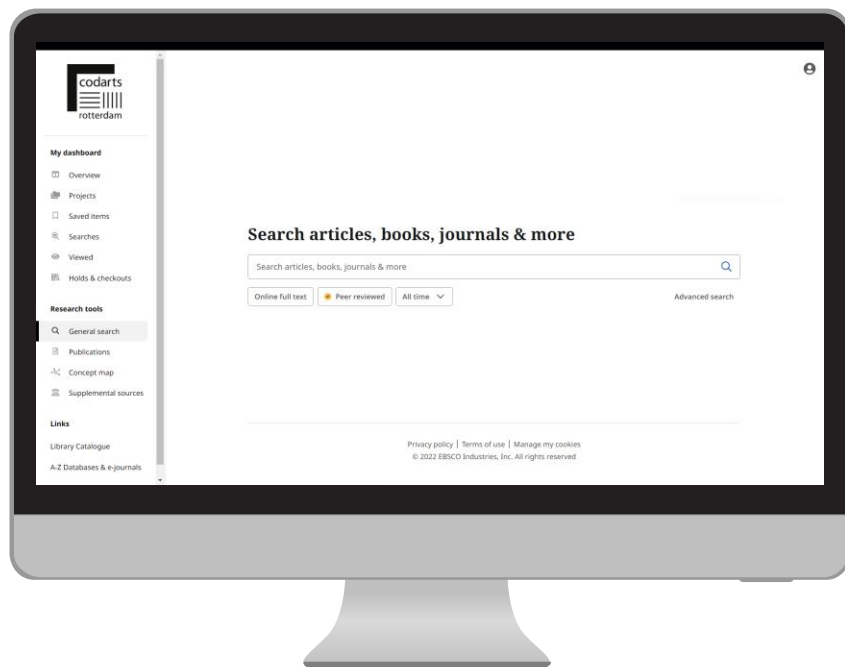 codarts
rotterdam
My dashboard
Overview
Projects
Saved items
Searches
Viewed
Holds & checkouts
Research tools
General search
Publications
Concept map
Supplemental sources
Links
Library Catalogue
A-Z Databases & e-journals
Search articles, books, journals & more
Search articles, books, journals & more
Online full text Peer reviewed All time Advanced search
Privacy policy | Terms of use | Manage my cookies
© 2022 EBSCO Industries, Inc. All rights reserved